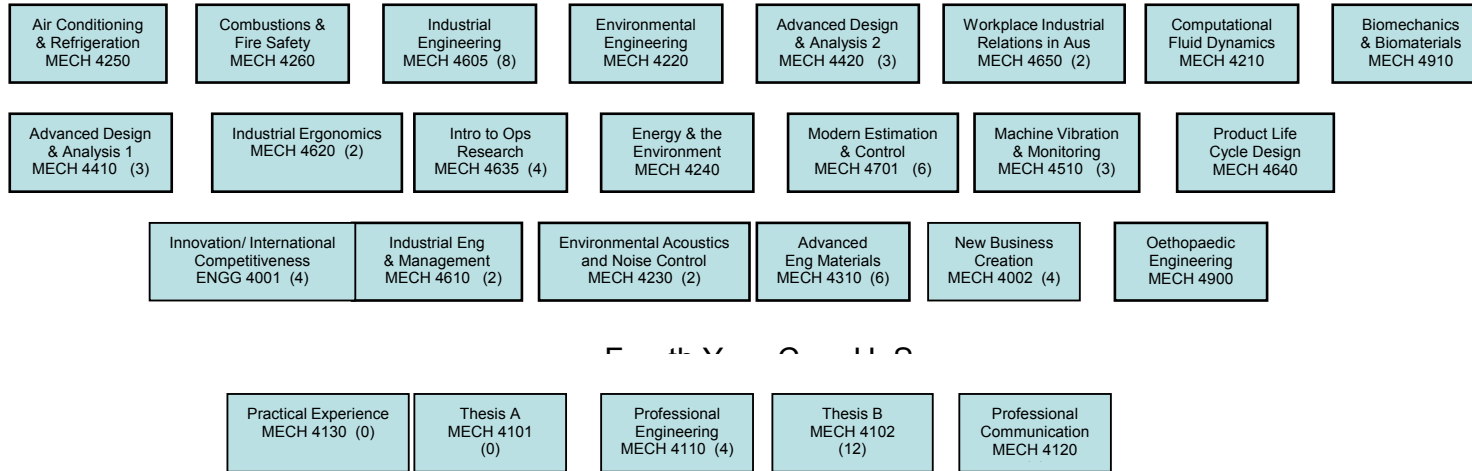 Air Conditioning
& Refrigeration
MECH 4250
Combustions &
Fire Safety
MECH 4260
Industrial
Engineering
MECH 4605 (8)
Environmental
Engineering
MECH 4220
Advanced Design
& Analysis 2
MECH 4420 (3)
Workplace Industrial
Relations in Aus
MECH 4650 (2)
Computational
Fluid Dynamics
MECH 4210
Biomechanics
& Biomaterials
MECH 4910
Advanced Design
& Analysis 1
MECH 4410 (3)
Industrial Ergonomics
MECH 4620 (2)
Intro to Ops
Research
MECH 4635 (4)
Energy & the
Environment
MECH 4240
Modern Estimation
& Control
MECH 4701 (6)
Machine Vibration
& Monitoring
MECH 4510 (3)
Product Life
Cycle Design
MECH 4640
Innovation/ International
Competitiveness
ENGG 4001 (4)
Industrial Eng
& Management
MECH 4610 (2)
Environmental Acoustics
and Noise Control
MECH 4230 (2)
Advanced
Eng Materials
MECH 4310 (6)
New Business
Creation
MECH 4002 (4)
Oethopaedic
Engineering
MECH 4900
Practical Experience
MECH 4130 (0)
Thesis A
MECH 4101
(0)
Professional
Engineering
MECH 4110 (4)
Thesis B
MECH 4102
(12)
Professional
Communication
MECH 4120